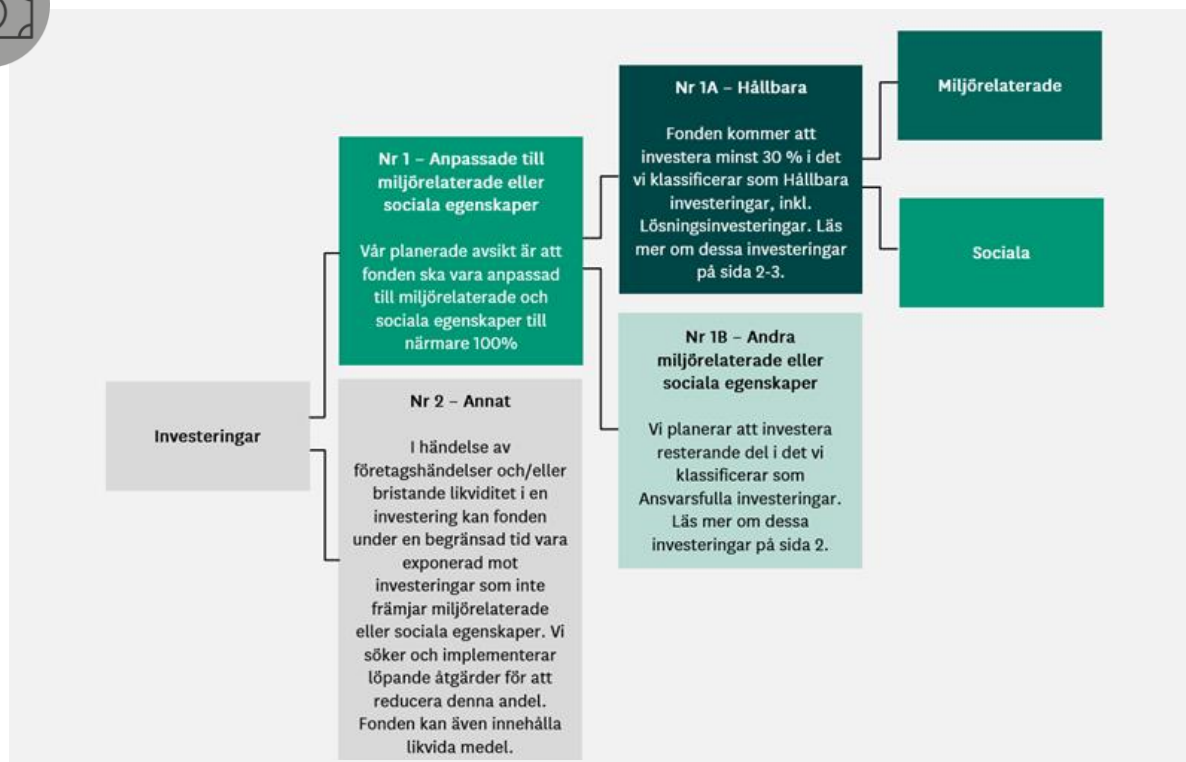 Investeringar
Nr 1 – Anpassade till
miljörelaterade eller
sociala egenskaper
Vår planerade avsikt är att
fonden ska vara anpassad
till miljörelaterade och
sociala egenskaper till
närmare 100%
Nr 2 – Annat
I händelse av
företagshändelser och/eller
bristande likviditet i en
investering kan fonden
under en begränsad tid vara
exponerad mot
investeringar som inte
främjar miljörelaterade
eller sociala egenskaper. Vi
söker och implementerar
löpande åtgärder för att
reducera denna andel.
Fonden kan även innehålla
likvida medel.
Nr 1A – Hållbara
Fonden kommer att
investera minst 30 % i det
vi klassificerar som Hållbara
investeringar, inkl.
Lösningsinvesteringar. Läs
mer om dessa investeringar
på sida 2-3.
Nr 1B – Andra
miljörelaterade eller
sociala egenskaper
Vi planerar att investera
resterande del i det vi
klassificerar som
Ansvarsfulla investeringar.
Läs mer om dessa
investeringar på sida 2.
Miljörelaterade
Sociala